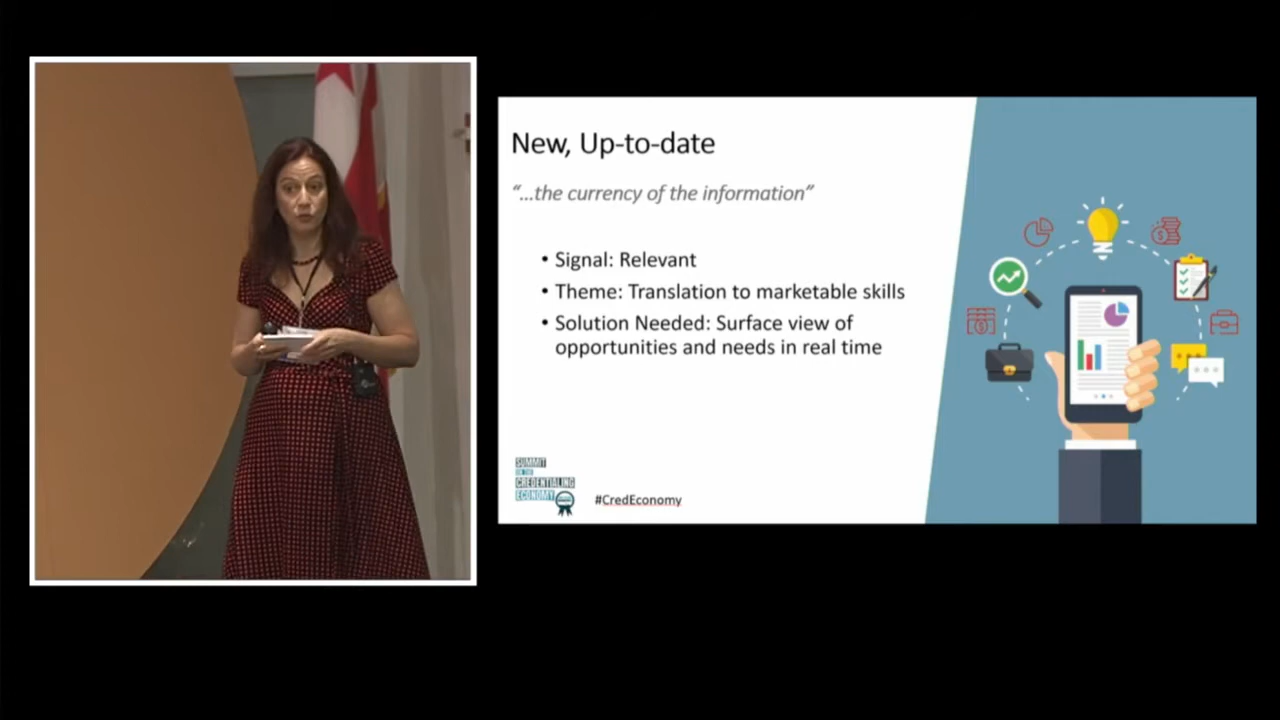 New, Up-to-date
“...the currency of the information”
• Signal: Relevant
• Theme: Translation to marketable skills
• Solution Needed: Surface view of
opportunities and needs in real time
SUMMIT
ON THE
CREDENTIALING
ECONOMY
#CredEconomy